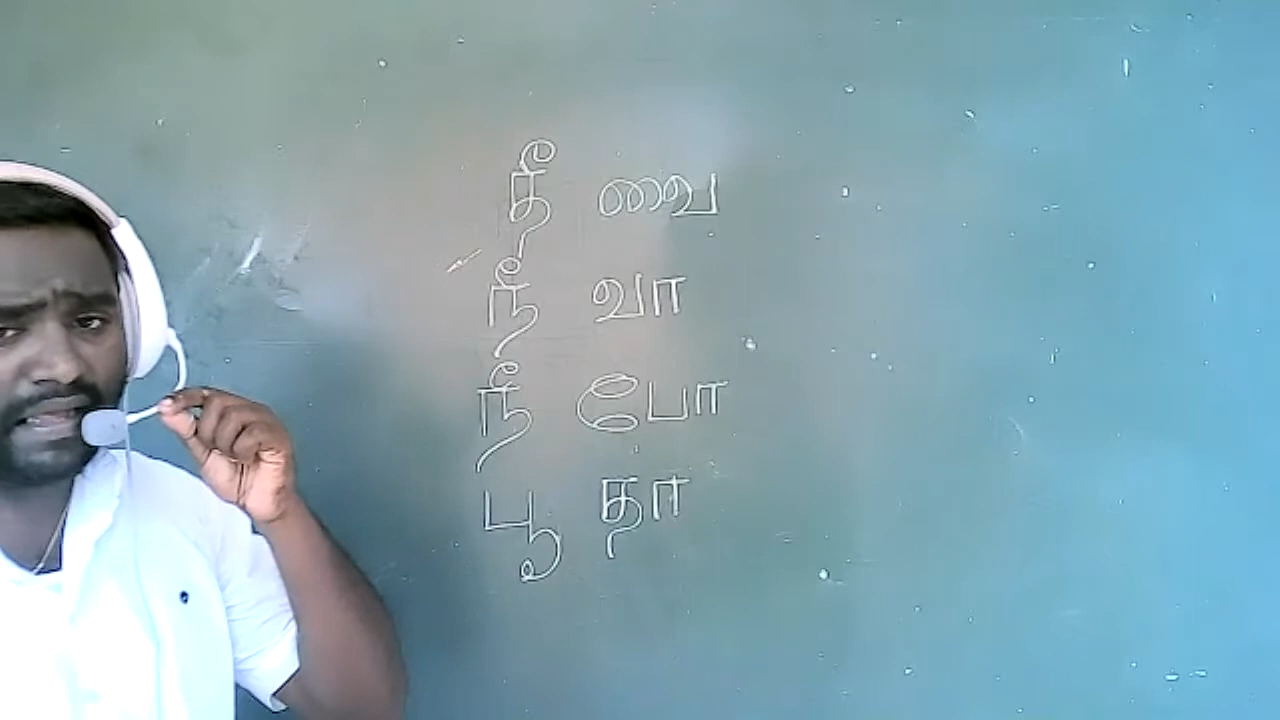 தீ வை
நீ வா
நீ போ
பூ தா